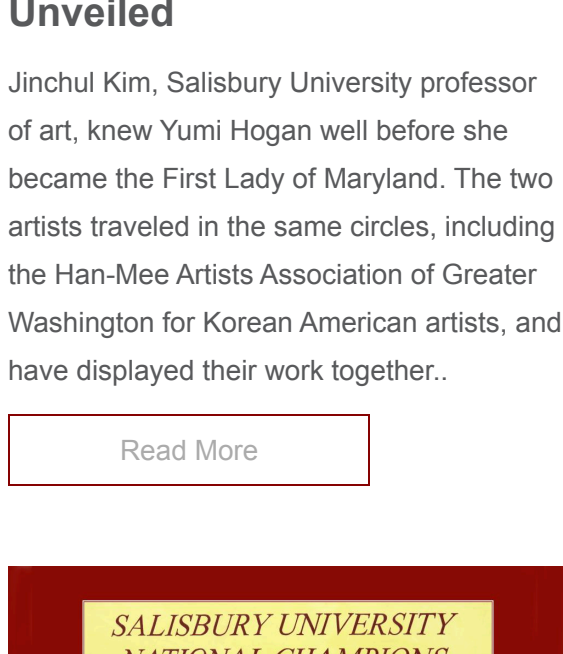 Unveiled
Jinchul Kim, Salisbury University professor
of art, knew Yumi Hogan well before she
became the First Lady of Maryland. The two
artists traveled in the same circles, including
the Han-Mee Artists Association of Greater
Washington for Korean American artists, and
have displayed their work together..
Read More
SALISBURY UNIVERSITY
NATIONAL CHAMPIONS